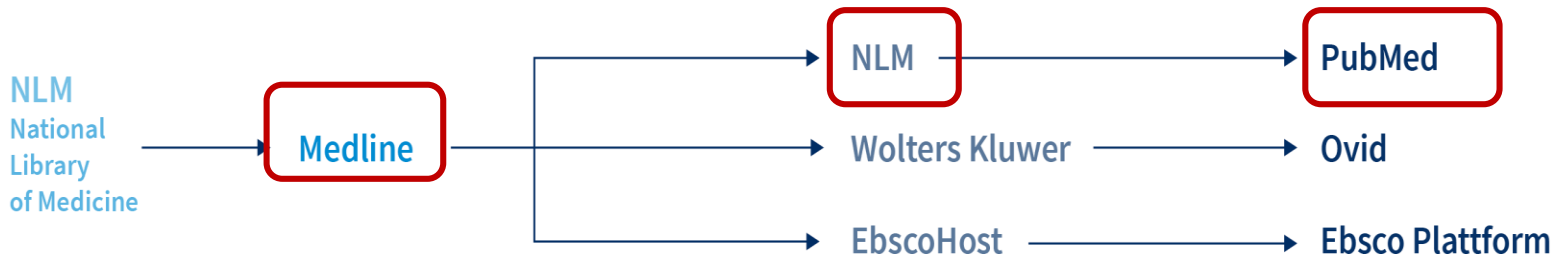 NLM
National
Library
of Medicine
Medline
NLM
PubMed
Wolters Kluwer
Ovid
EbscoHost
Ebsco Plattform